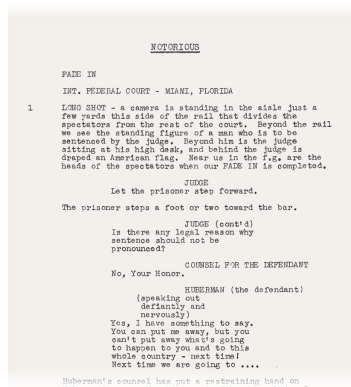 NOTORIOUS
FADE IN
INT. FEDERAL COURT - MIAMI, FLORIDA
1 LONG SHOT - a camera is standing in the aisle just a
few yards this side of the rail that divides the
spectators from the rest of the court. Beyond the rail
we see the standing figure of a man who is to be
sentenced by the judge. Beyond him is the judge
sitting at his high desk, and behind the judge is
draped an American flag. Near us in the f.g. are the
heads of the spectators when our FADE IN is completed.
JUDGE
Let the prisoner step forward.
The prisoner steps a foot or two toward the bar.
JUDGE (cont'd)
Is there any legal reason why
sentence should not be
pronounced?
COUNSEL FOR THE DEFENDANT
No, Your Honor.
HUBERMAN (the defendant)
(speaking out
defiantly and
nervously)
Yes, I have something to say.
You can put me away, but you
can't put away what's going
to happen to you and to this
whole country - next time!
Next time we are going to ....
Huberman's counsel has put a restraining hand on